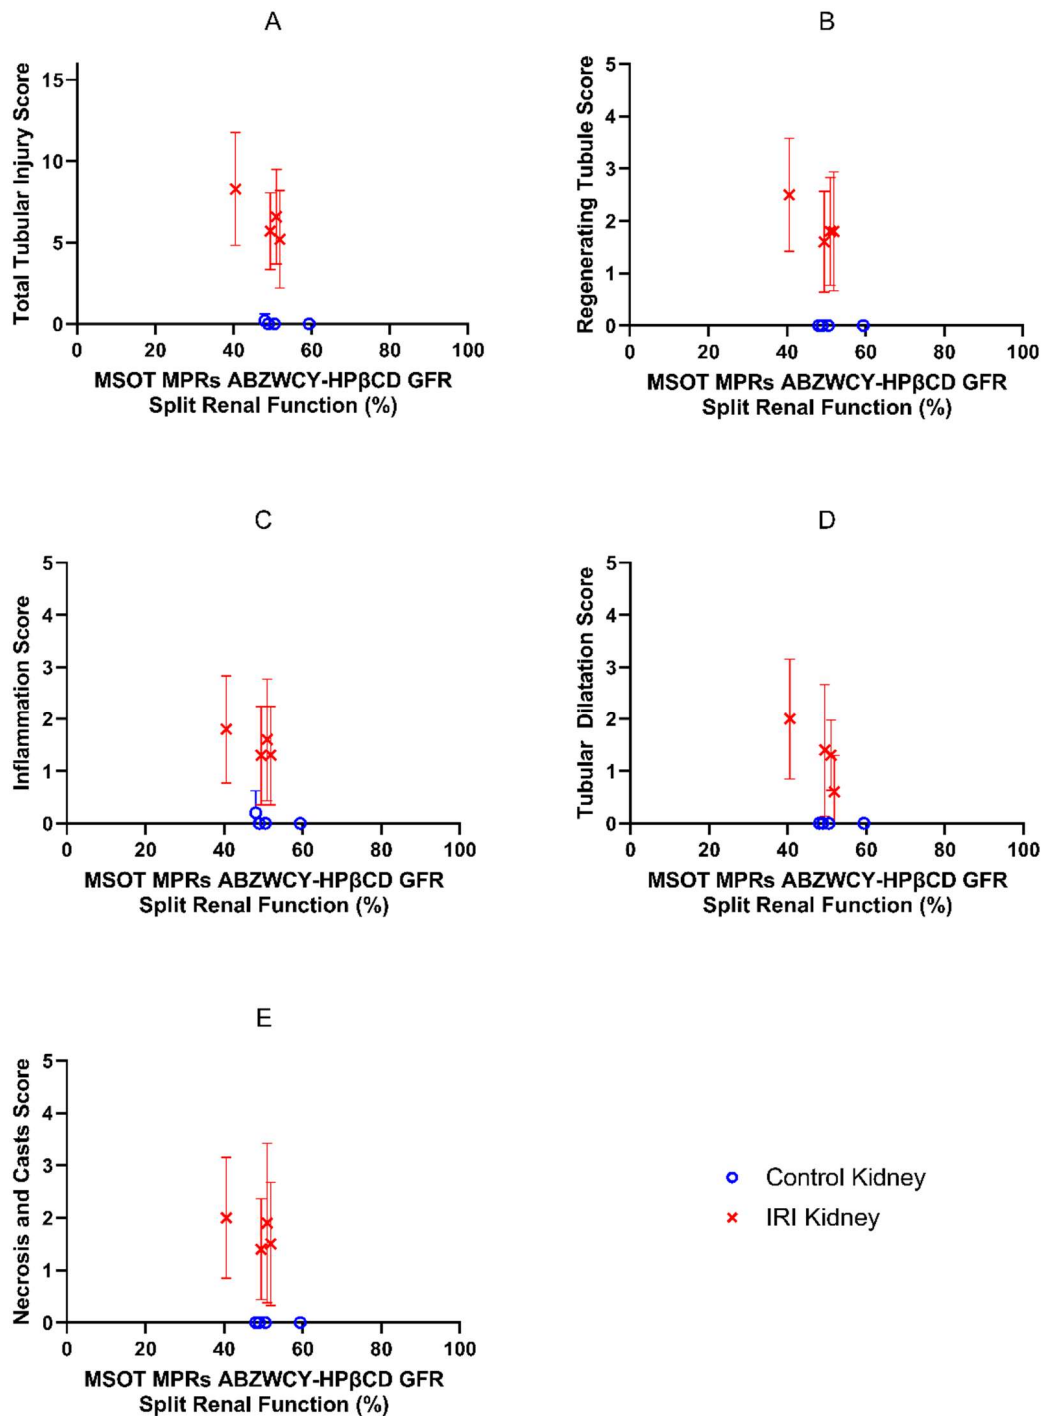 A
Total Tubular Injury Score
15
10
5
0
0 20 40 60 80 100
MSOT MPRs ABZWCY-HPβCD GFR
Split Renal Function (%)
B
Regenerating Tubule Score
5
4
3
2
1
0
0 20 40 60 80 100
MSOT MPRs ABZWCY-HPβCD GFR
Split Renal Function (%)
C
Inflammation Score
5
4
3
2
1
0
0 20 40 60 80 100
MSOT MPRs ABZWCY-HPβCD GFR
Split Renal Function (%)
D
Tubular Dilatation Score
5
4
3
2
1
0
0 20 40 60 80 100
MSOT MPRs ABZWCY-HPβCD GFR
Split Renal Function (%)
E
Necrosis and Casts Score
5
4
3
2
1
0
0 20 40 60 80 100
MSOT MPRs ABZWCY-HPβCD GFR
Split Renal Function (%)
Control Kidney
IRI Kidney